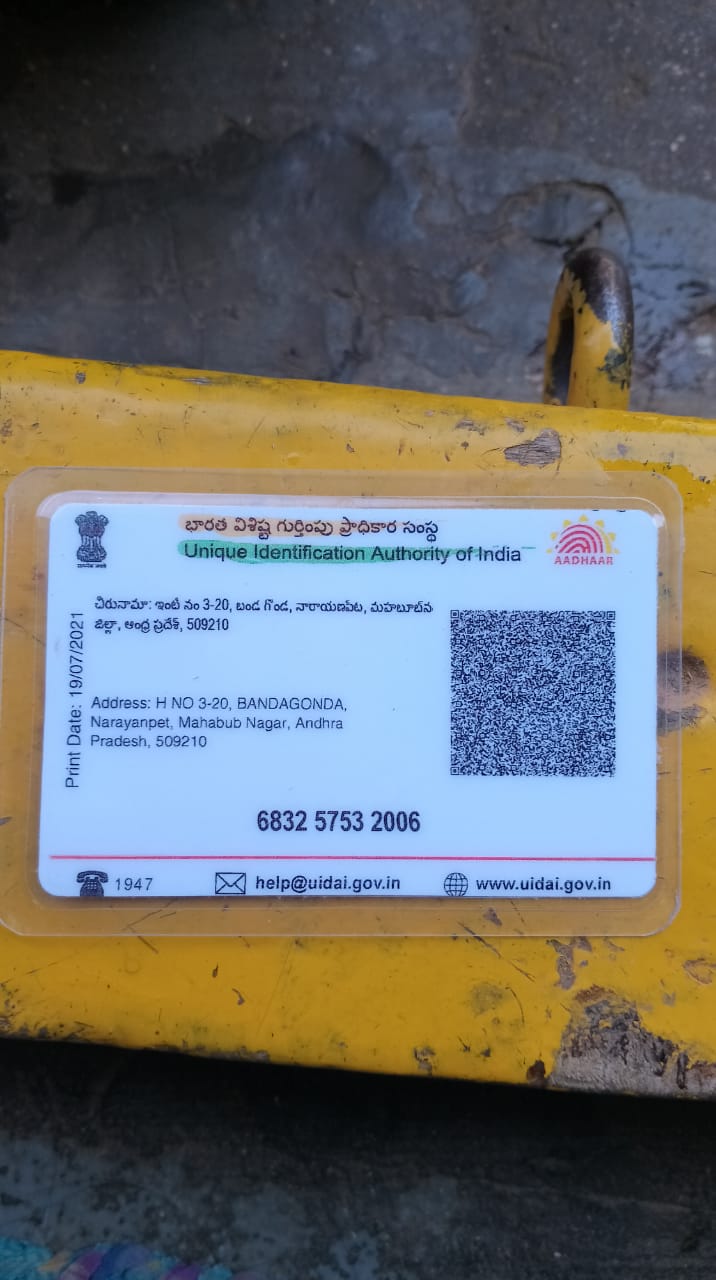 భారత విశిష్ట గుర్తింపు ప్రాధికార సంస్థ
Unique Identification Authority of India
AADHAAR
చిరునామా: ఇంటి నం 3-20, బండ గొండ, నారాయణపేట, మహబూబ్‌న
జిల్లా, ఆంధ్ర ప్రదేశ్, 509210
Print Date: 19/07/2021
Address: H NO 3-20, BANDAGONDA,
Narayanpet, Mahabub Nagar, Andhra
Pradesh, 509210
6832 5753 2006
1947 help@uidai.gov.in www.uidai.gov.in